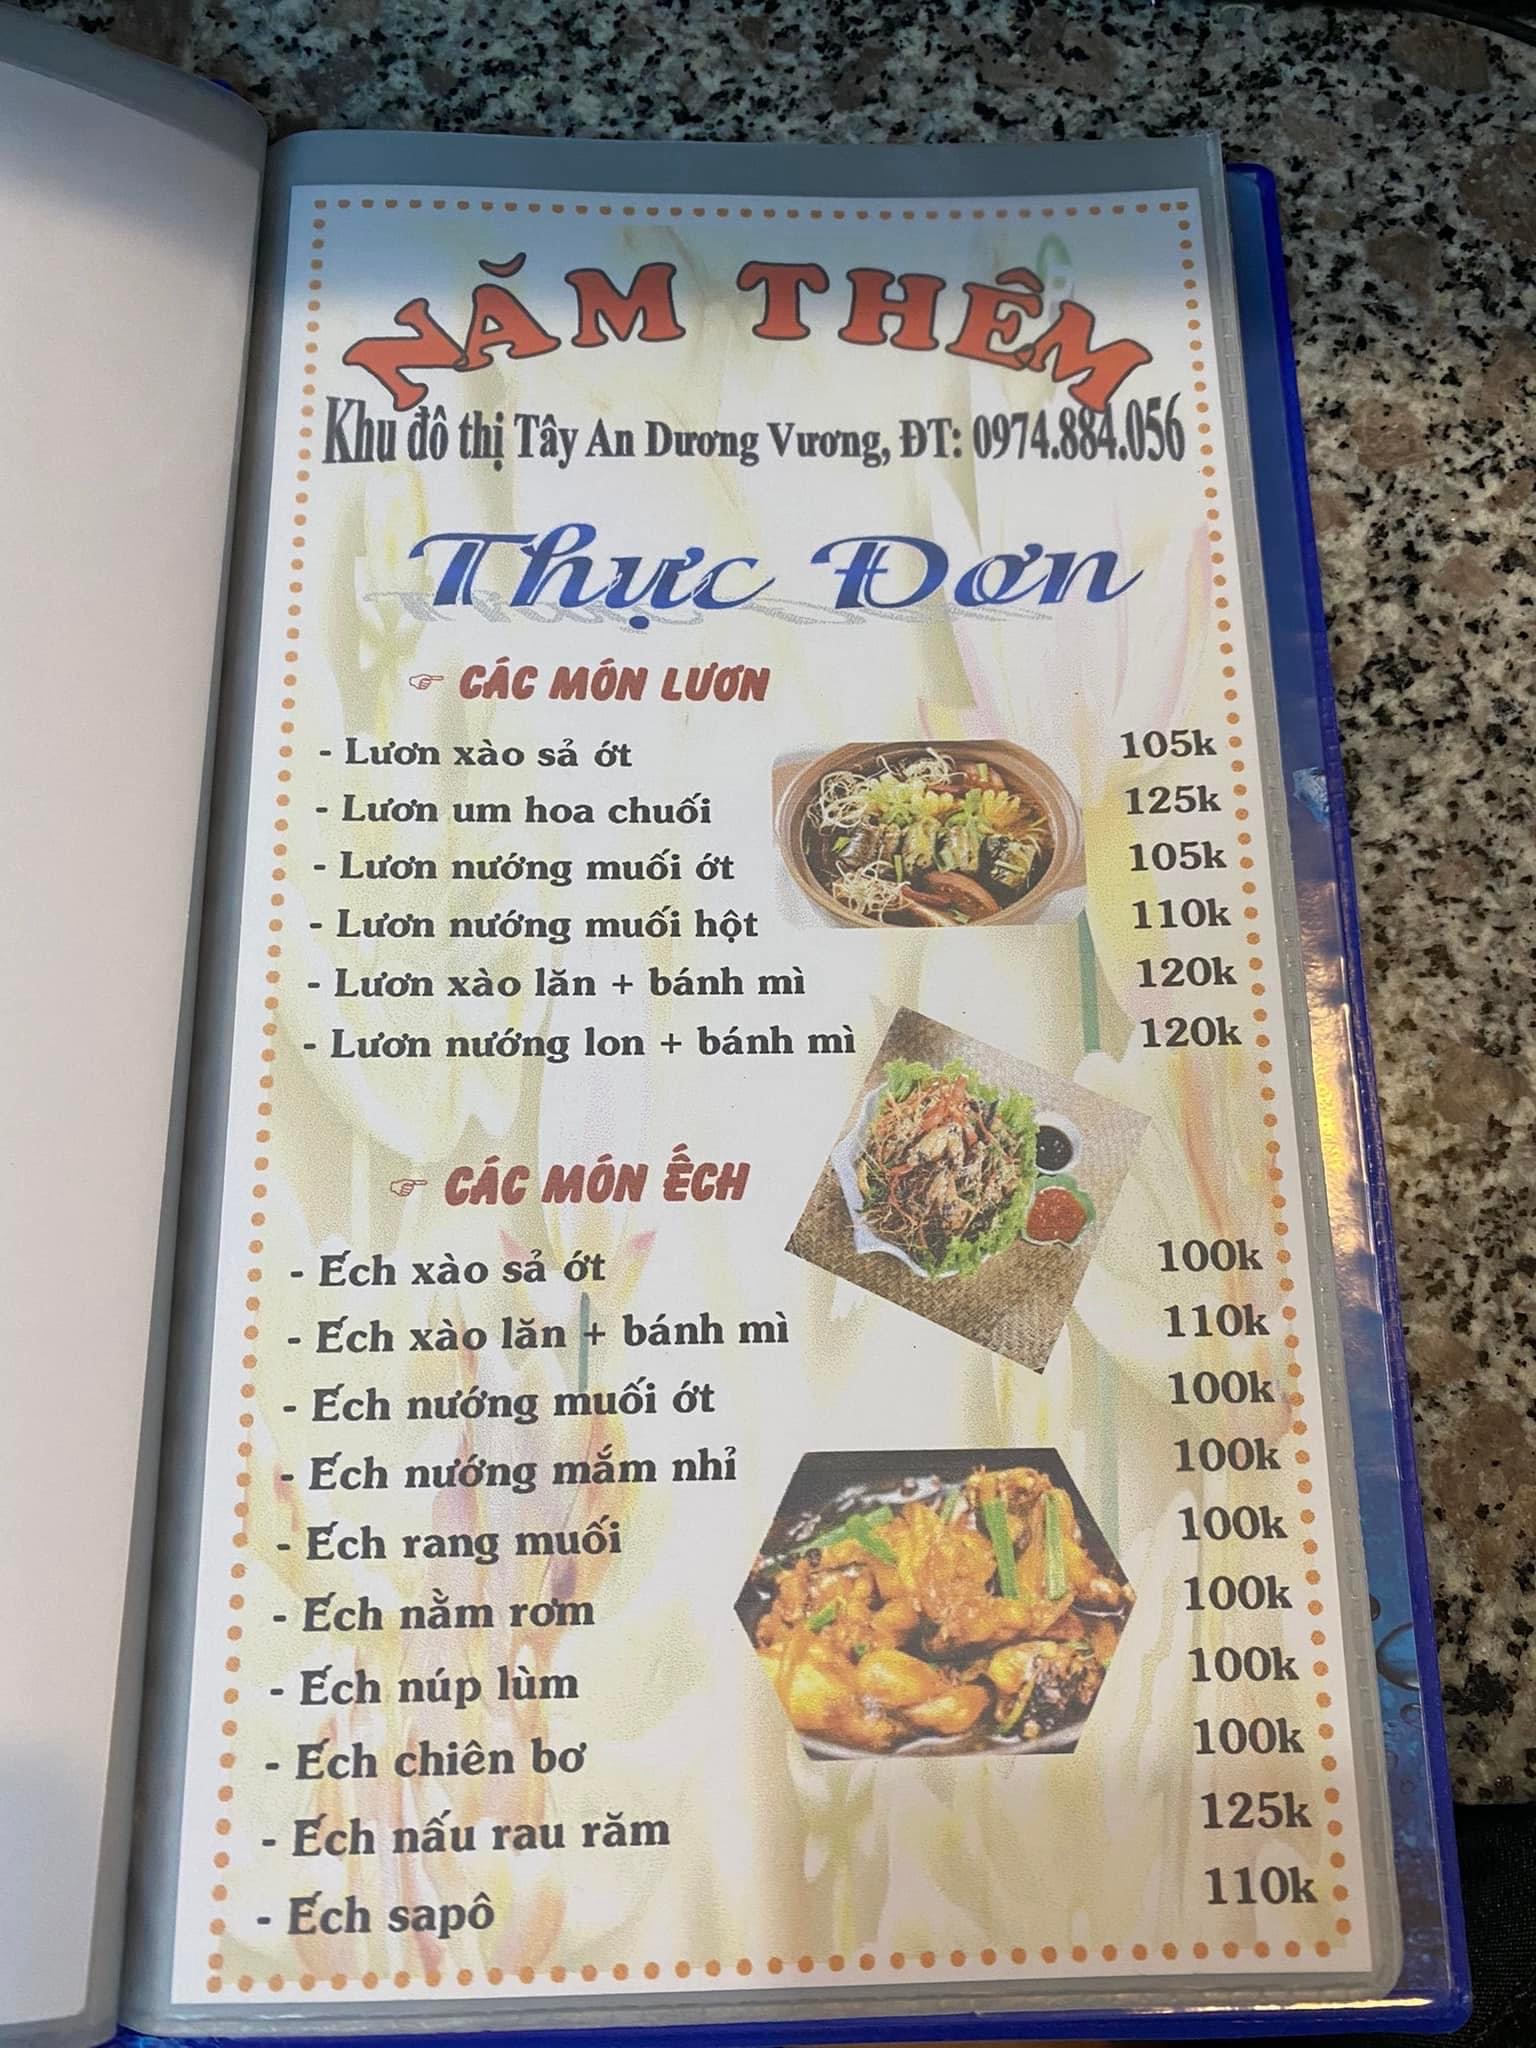 NĂM THÊM
Khu đô thị Tây An Dương Vương, ĐT: 0974.884.056
Thực Đơn
☞ CÁC MÓN LƯƠN
- Lươn xào sả ớt 105k
- Lươn um hoa chuối 125k
- Lươn nướng muối ớt 105k
- Lươn nướng muối hột 110k
- Lươn xào lăn + bánh mì 120k
- Lươn nướng lon + bánh mì 120k
☞ CÁC MÓN ẾCH
- Ếch xào sả ớt 100k
- Ếch xào lăn + bánh mì 110k
- Ếch nướng muối ớt 100k
- Ếch nướng mắm nhỉ 100k
- Ếch rang muối 100k
- Ếch nằm rơm 100k
- Ếch núp lùm 100k
- Ếch chiên bơ 100k
- Ếch nấu rau răm 125k
- Ếch sapô 110k